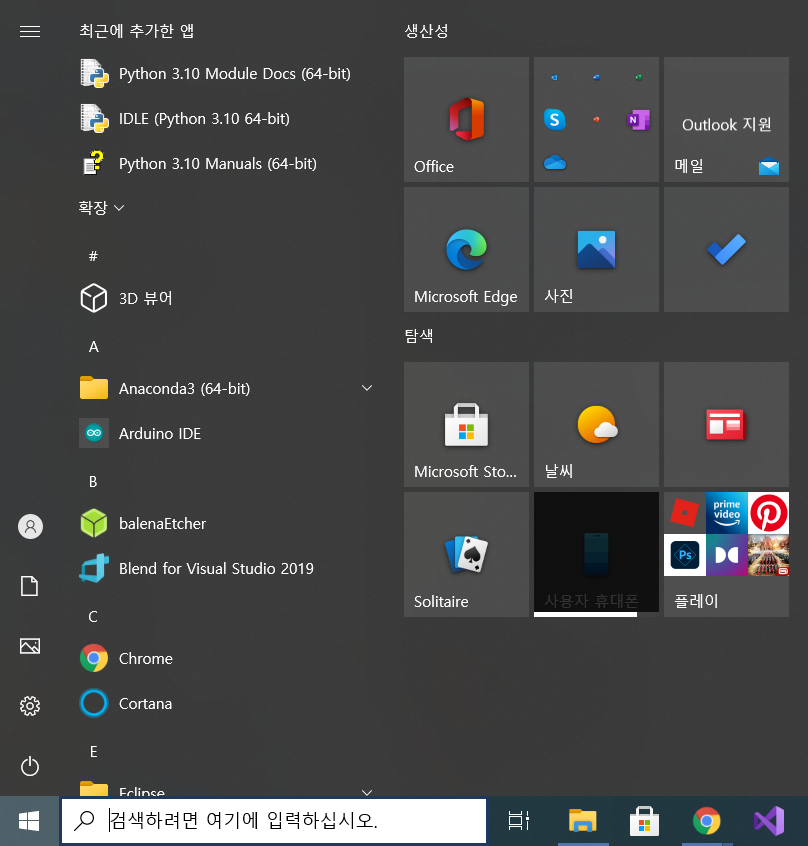 최근에 추가한 앱
Python 3.10 Module Docs (64-bit)
IDLE (Python 3.10 64-bit)
Python 3.10 Manuals (64-bit)
확장
#
3D 뷰어
A
Anaconda3 (64-bit)
Arduino IDE
B
balenaEtcher
Blend for Visual Studio 2019
C
Chrome
Cortana
E
Eclipse
생산성
Office
S
N
Outlook 지원
메일
Microsoft Edge
사진
탐색
Microsoft Sto...
날씨
Solitaire
사용자 휴대폰
prime video
Ps
플레이
검색하려면 여기에 입력하십시오.